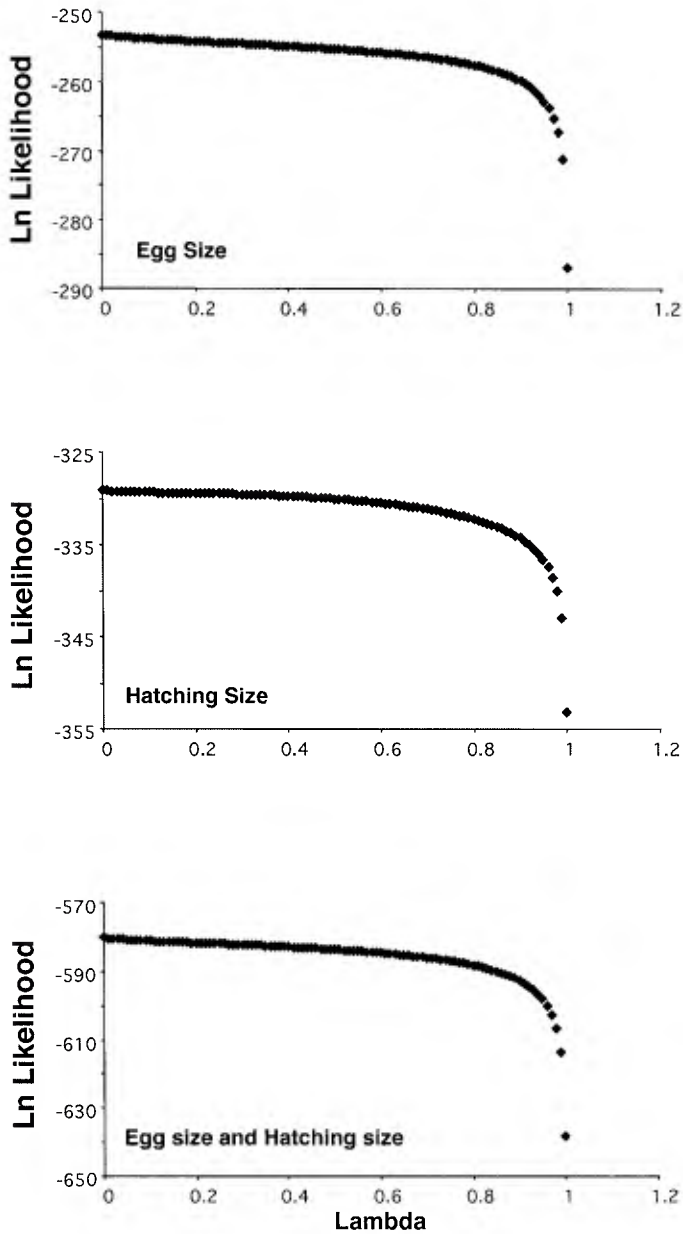 -250
-260
-270
-280
-290
Ln Likelihood
Egg Size
0 0.2 0.4 0.6 0.8 1 1.2
-325
-335
-345
-355
Ln Likelihood
Hatching Size
0 0.2 0.4 0.6 0.8 1 1.2
-570
-590
-610
-630
-650
Ln Likelihood
Egg size and Hatching size
0 0.2 0.4 0.6 0.8 1 1.2
Lambda